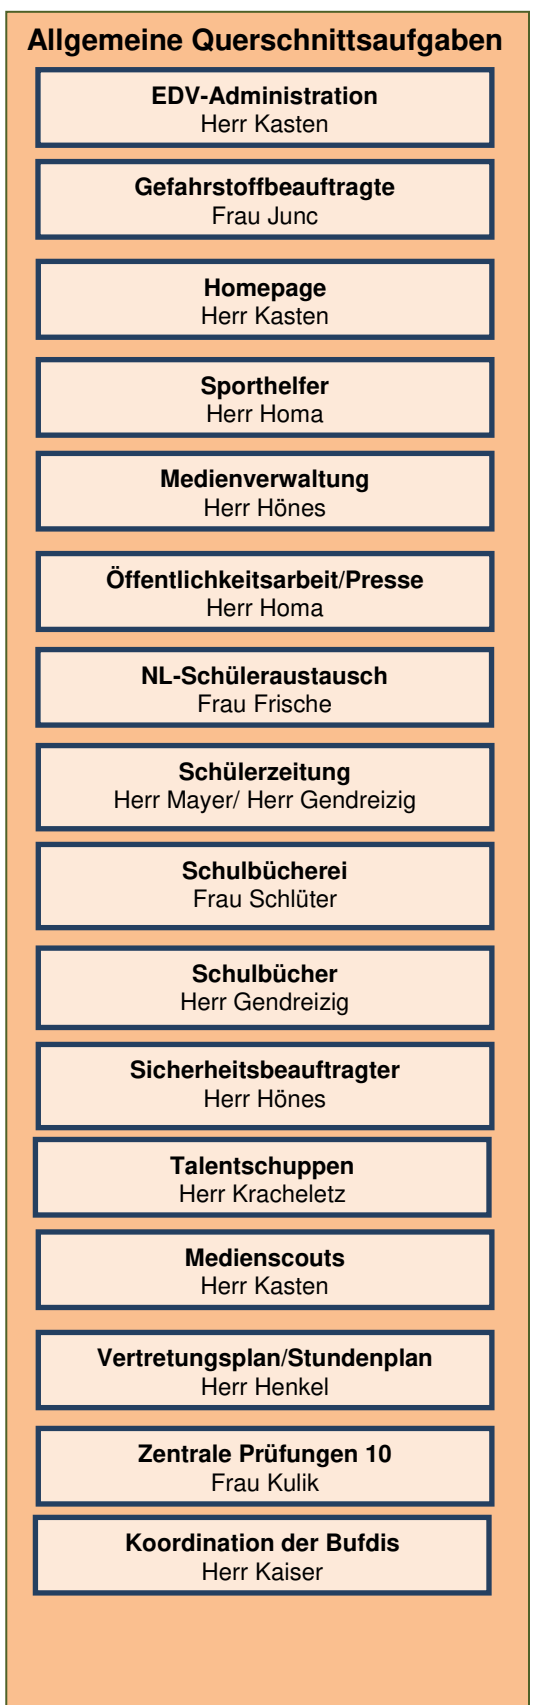 Allgemeine Querschnittsaufgaben
EDV-Administration
Herr Kasten
Gefahrstoffbeauftragte
Frau Junc
Homepage
Herr Kasten
Sporthelfer
Herr Homa
Medienverwaltung
Herr Hönes
Öffentlichkeitsarbeit/Presse
Herr Homa
NL-Schüleraustausch
Frau Frische
Schülerzeitung
Herr Mayer/ Herr Gendreizig
Schulbücherei
Frau Schlüter
Schulbücher
Herr Gendreizig
Sicherheitsbeauftragter
Herr Hönes
Talentschuppen
Herr Kracheletz
Medienscouts
Herr Kasten
Vertretungsplan/Stundenplan
Herr Henkel
Zentrale Prüfungen 10
Frau Kulik
Koordination der Bufdis
Herr Kaiser